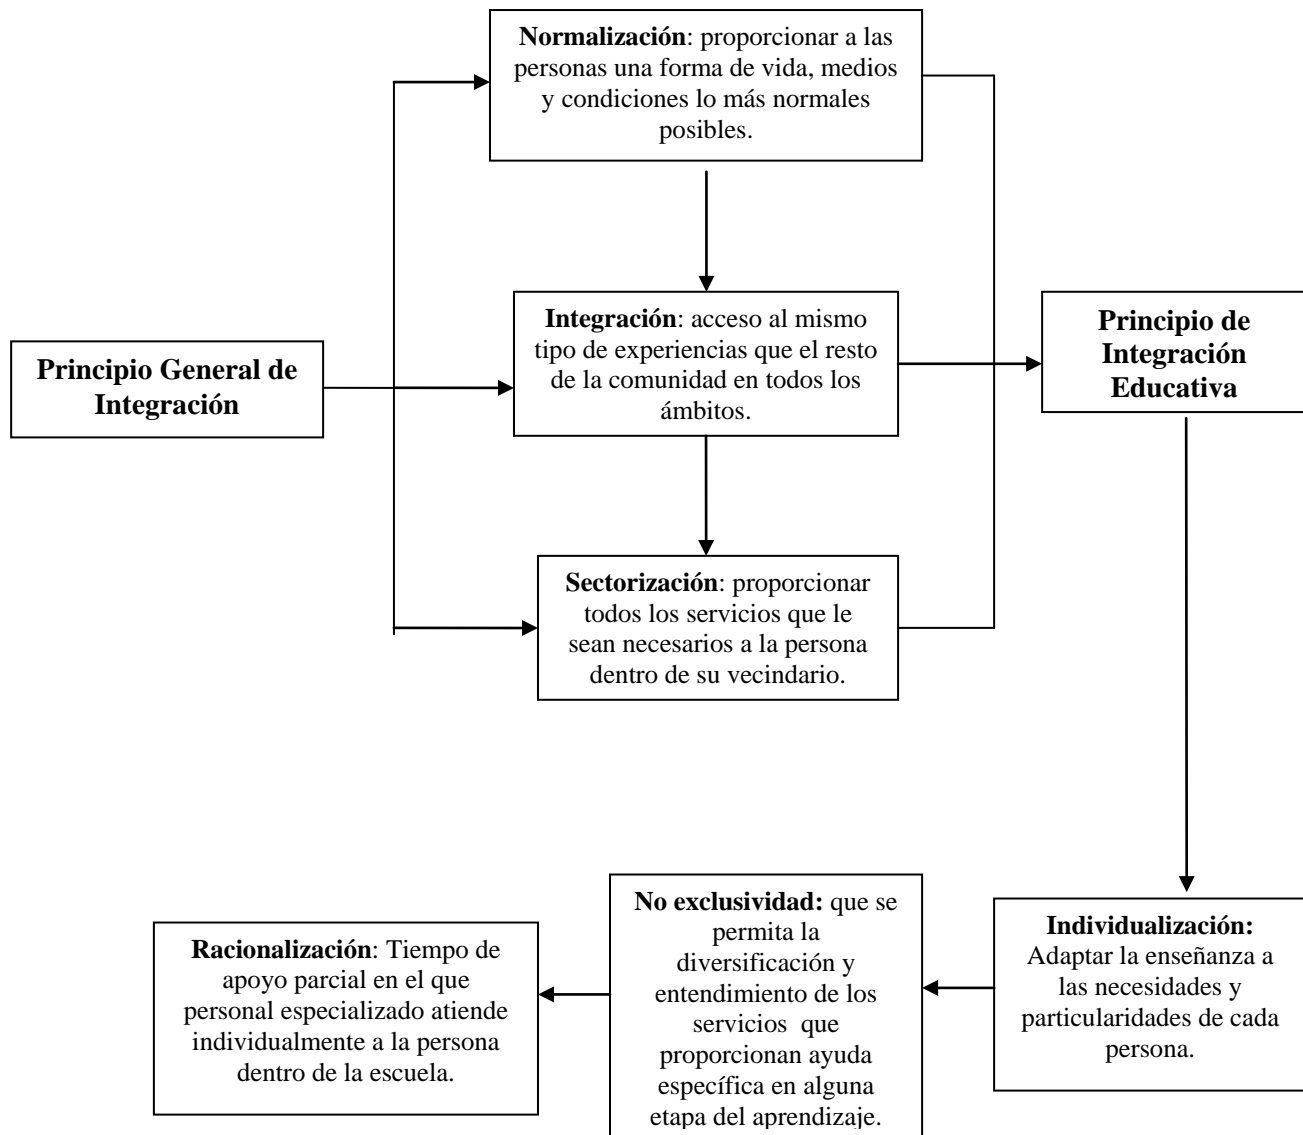 Normalización: proporcionar a las
personas una forma de vida, medios
y condiciones lo más normales
posibles.
Principio General de
Integración
Integración: acceso al mismo
tipo de experiencias que el resto
de la comunidad en todos los
ámbitos.
Principio de
Integración
Educativa
Sectorización: proporcionar
todos los servicios que le
sean necesarios a la persona
dentro de su vecindario.
Individualización:
Adaptar la enseñanza a
las necesidades y
particularidades de cada
persona.
No exclusividad: que se
permita la
diversificación y
entendimiento de los
servicios que
proporcionan ayuda
específica en alguna
etapa del aprendizaje.
Racionalización: Tiempo de
apoyo parcial en el que
personal especializado atiende
individualmente a la persona
dentro de la escuela.